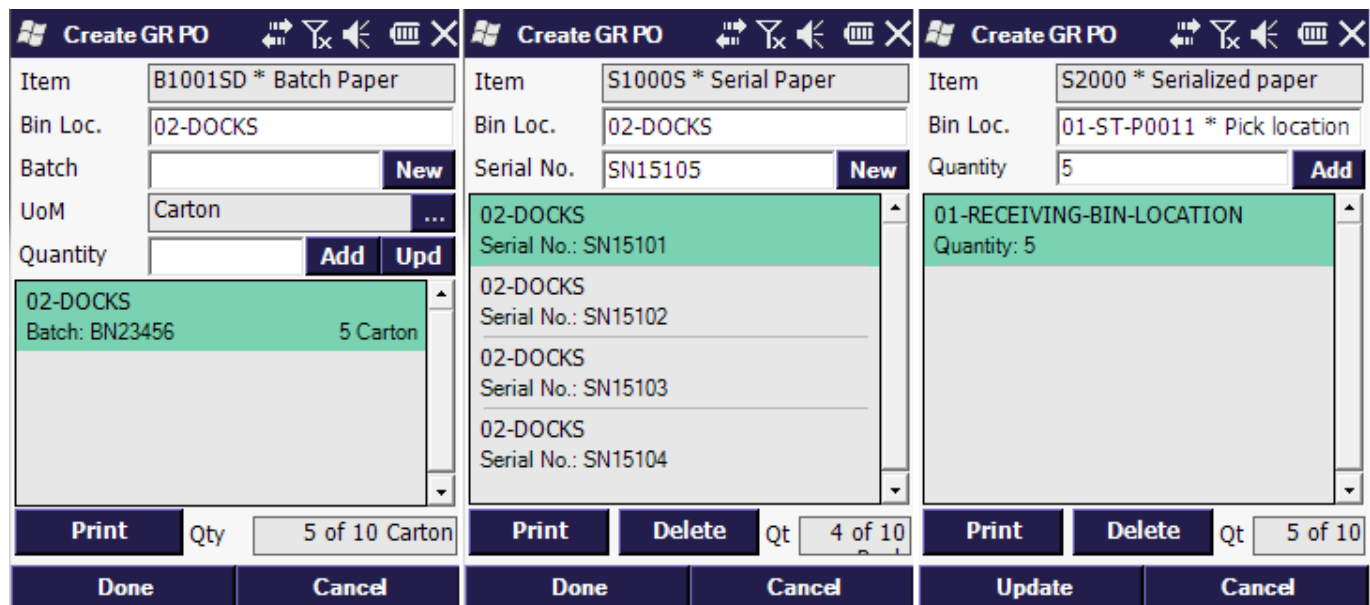 Create GR PO
Item B1001SD * Batch Paper
Bin Loc. 02-DOCKS
Batch New
UoM Carton ...
Quantity Add Upd
02-DOCKS
Batch: BN23456 5 Carton
Print Qty 5 of 10 Carton
Done Cancel
Create GR PO
Item S1000S * Serial Paper
Bin Loc. 02-DOCKS
Serial No. SN15105 New
02-DOCKS
Serial No.: SN15101
02-DOCKS
Serial No.: SN15102
02-DOCKS
Serial No.: SN15103
02-DOCKS
Serial No.: SN15104
Print Delete Qt 4 of 10
Done Cancel
Create GR PO
Item S2000 * Serialized paper
Bin Loc. 01-ST-P0011 * Pick location
Quantity 5 Add
01-RECEIVING-BIN-LOCATION
Quantity: 5
Print Delete Qt 5 of 10
Update Cancel